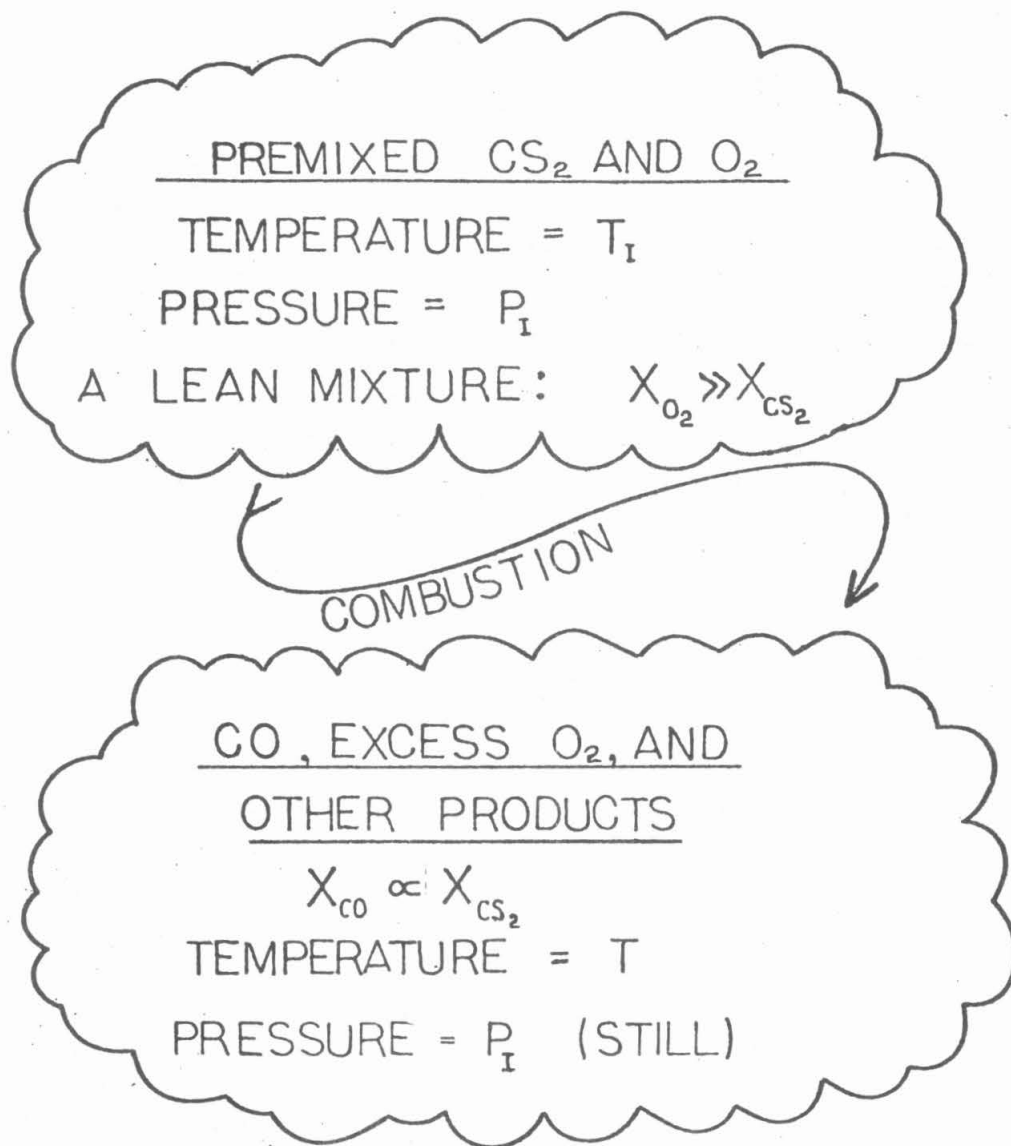 PREMIXED CS₂ AND O₂
TEMPERATURE = T_I
PRESSURE = P_I
A LEAN MIXTURE: X_O₂ ≫ X_CS₂
COMBUSTION
CO, EXCESS O₂, AND
OTHER PRODUCTS
X_CO ∝ X_CS₂
TEMPERATURE = T
PRESSURE = P_I (STILL)